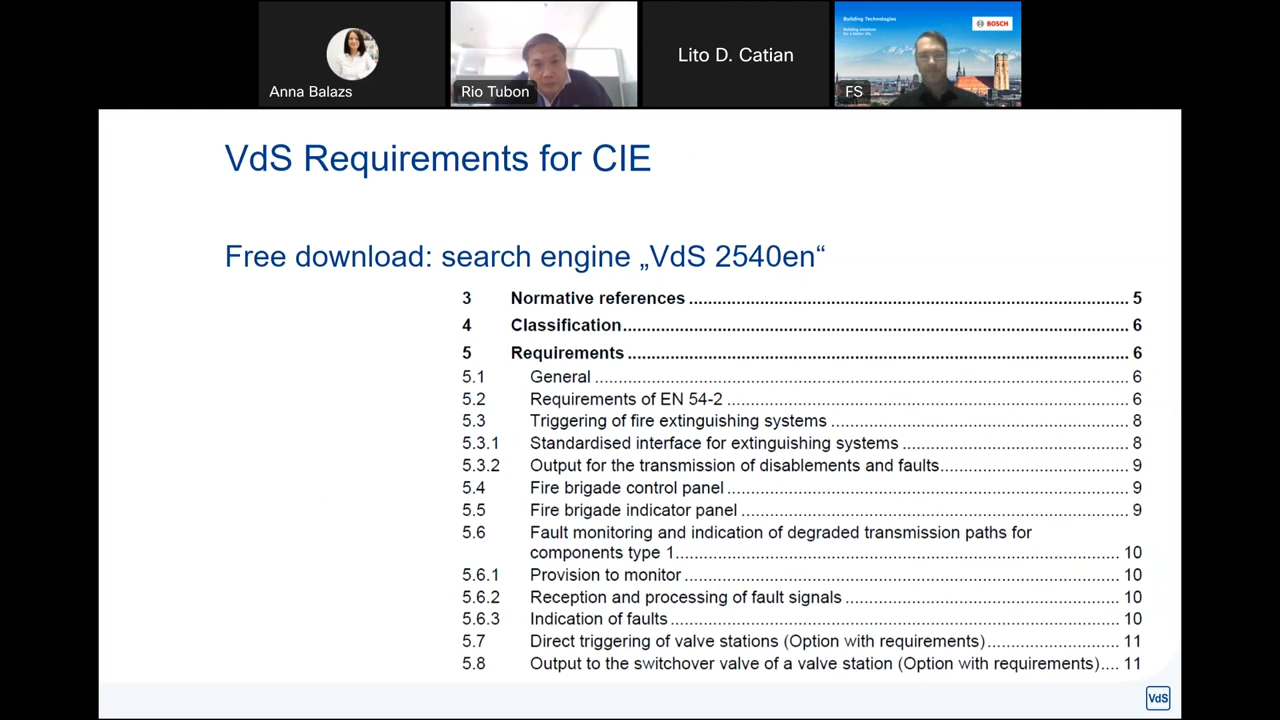 Anna Balazs
Rio Tubon
Lito D. Catian
Building Technologies
Building solutions
for a better life
BOSCH
FS
VdS Requirements for CIE
Free download: search engine „VdS 2540en“
3 Normative references 5
4 Classification 6
5 Requirements 6
5.1 General 6
5.2 Requirements of EN 54-2 6
5.3 Triggering of fire extinguishing systems 8
5.3.1 Standardised interface for extinguishing systems 8
5.3.2 Output for the transmission of disablements and faults 9
5.4 Fire brigade control panel 9
5.5 Fire brigade indicator panel 9
5.6 Fault monitoring and indication of degraded transmission paths for
components type 1 10
5.6.1 Provision to monitor 10
5.6.2 Reception and processing of fault signals 10
5.6.3 Indication of faults 10
5.7 Direct triggering of valve stations (Option with requirements) 11
5.8 Output to the switchover valve of a valve station (Option with requirements) 11
VdS